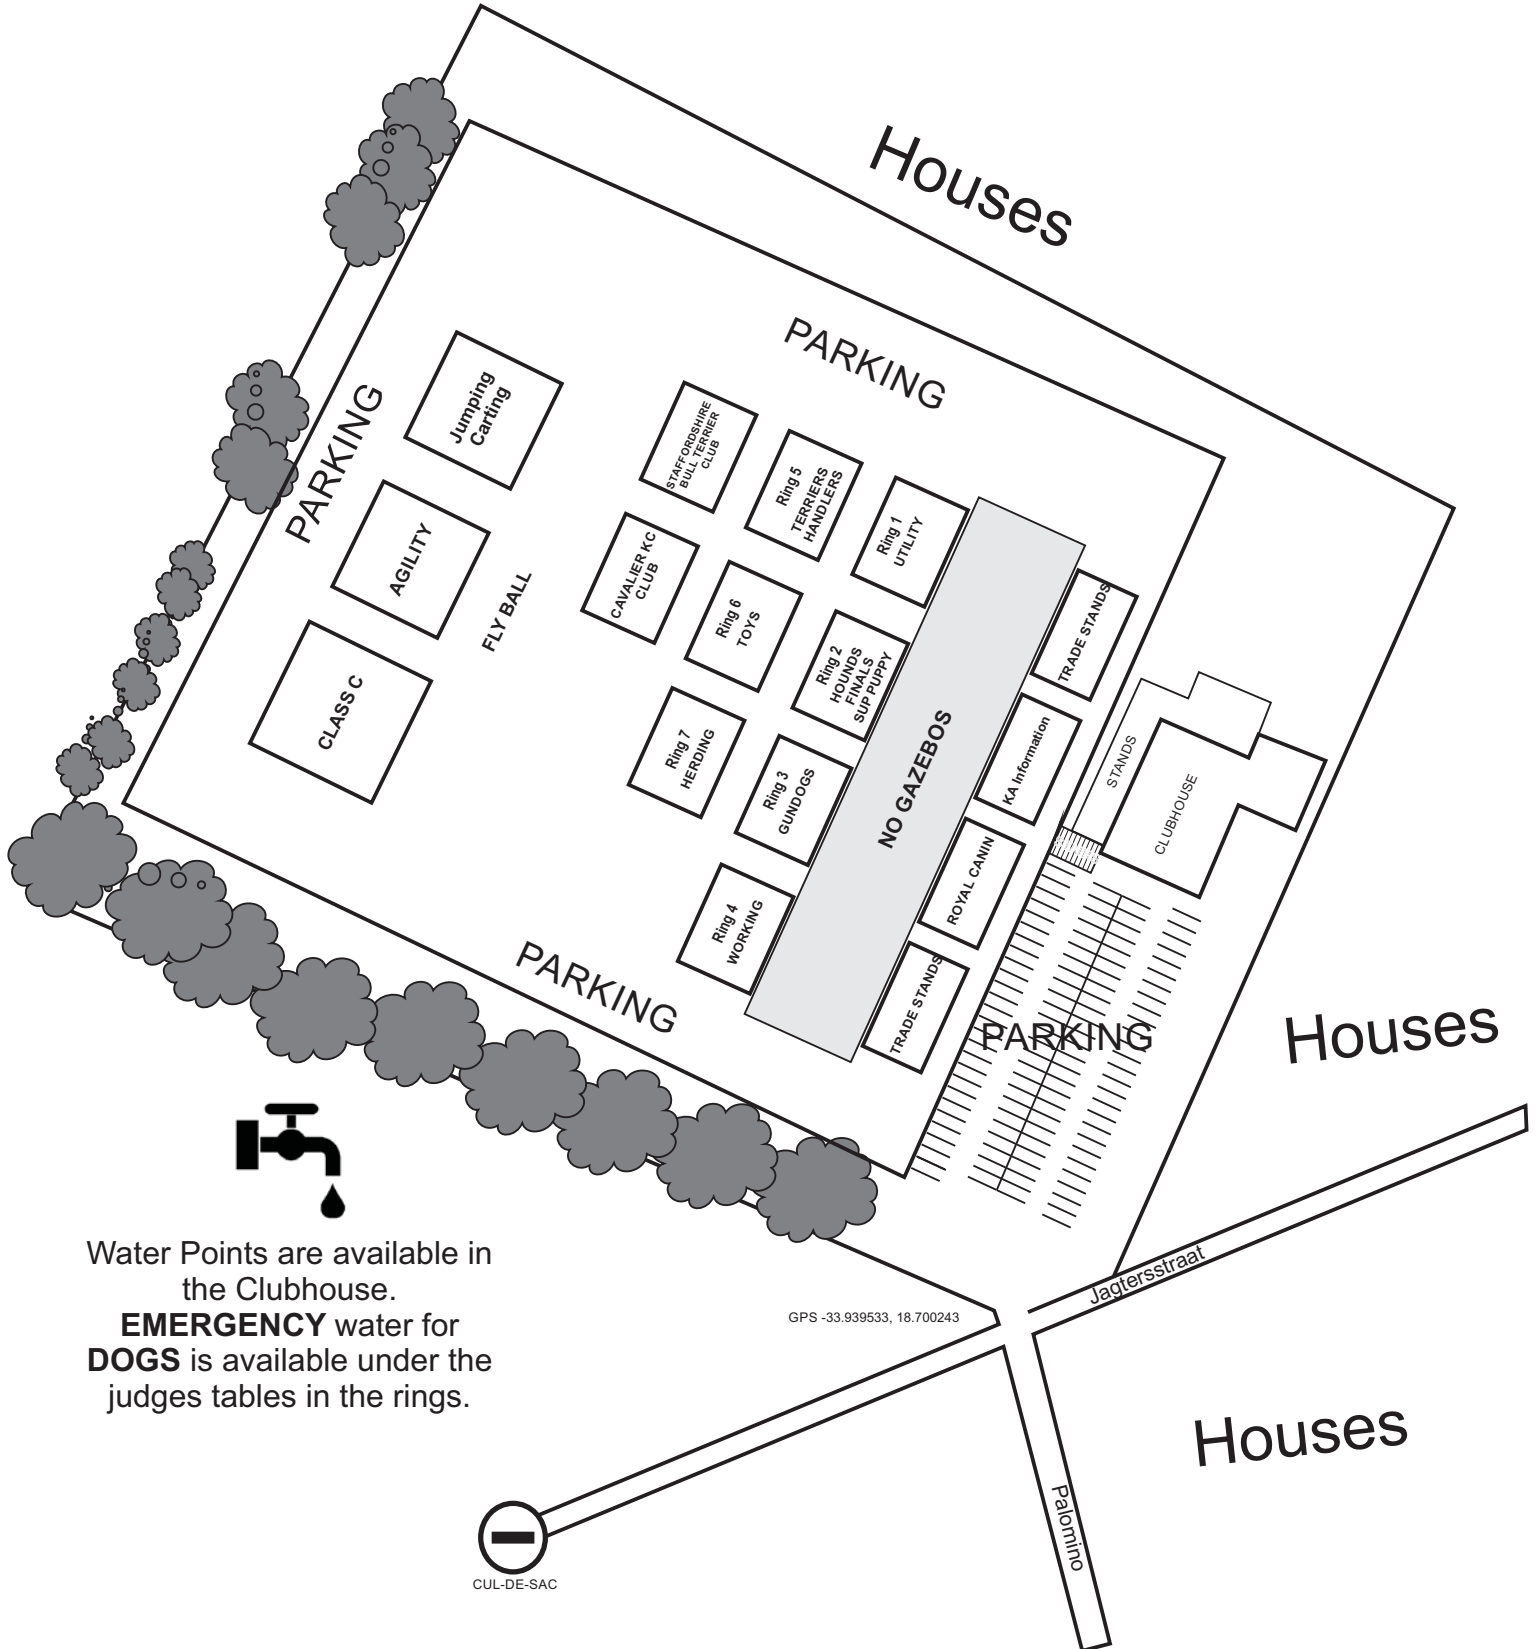 Houses
PARKING
PARKING
Jumping
Carting
STAFFORDSHIRE
BULL TERRIER
CLUB
Ring 5
TERRIERS
HANDLERS
Ring 1
UTILITY
AGILITY
FLY BALL
CAVALIER KC
CLUB
Ring 6
TOYS
Ring 2
HOUNDS
FINALS
SUP PUPPY
TRADE STANDS
CLASS C
Ring 7
HERDING
Ring 3
GUNDOGS
NO GAZEBOS
KA Information
STANDS
CLUBHOUSE
Ring 4
WORKING
ROYAL CANIN
TRADE STANDS
PARKING
PARKING
Houses
Water Points are available in
the Clubhouse.
EMERGENCY water for
DOGS is available under the
judges tables in the rings.
GPS -33.939533, 18.700243
Jagtersstraat
Houses
Palomino
CUL-DE-SAC